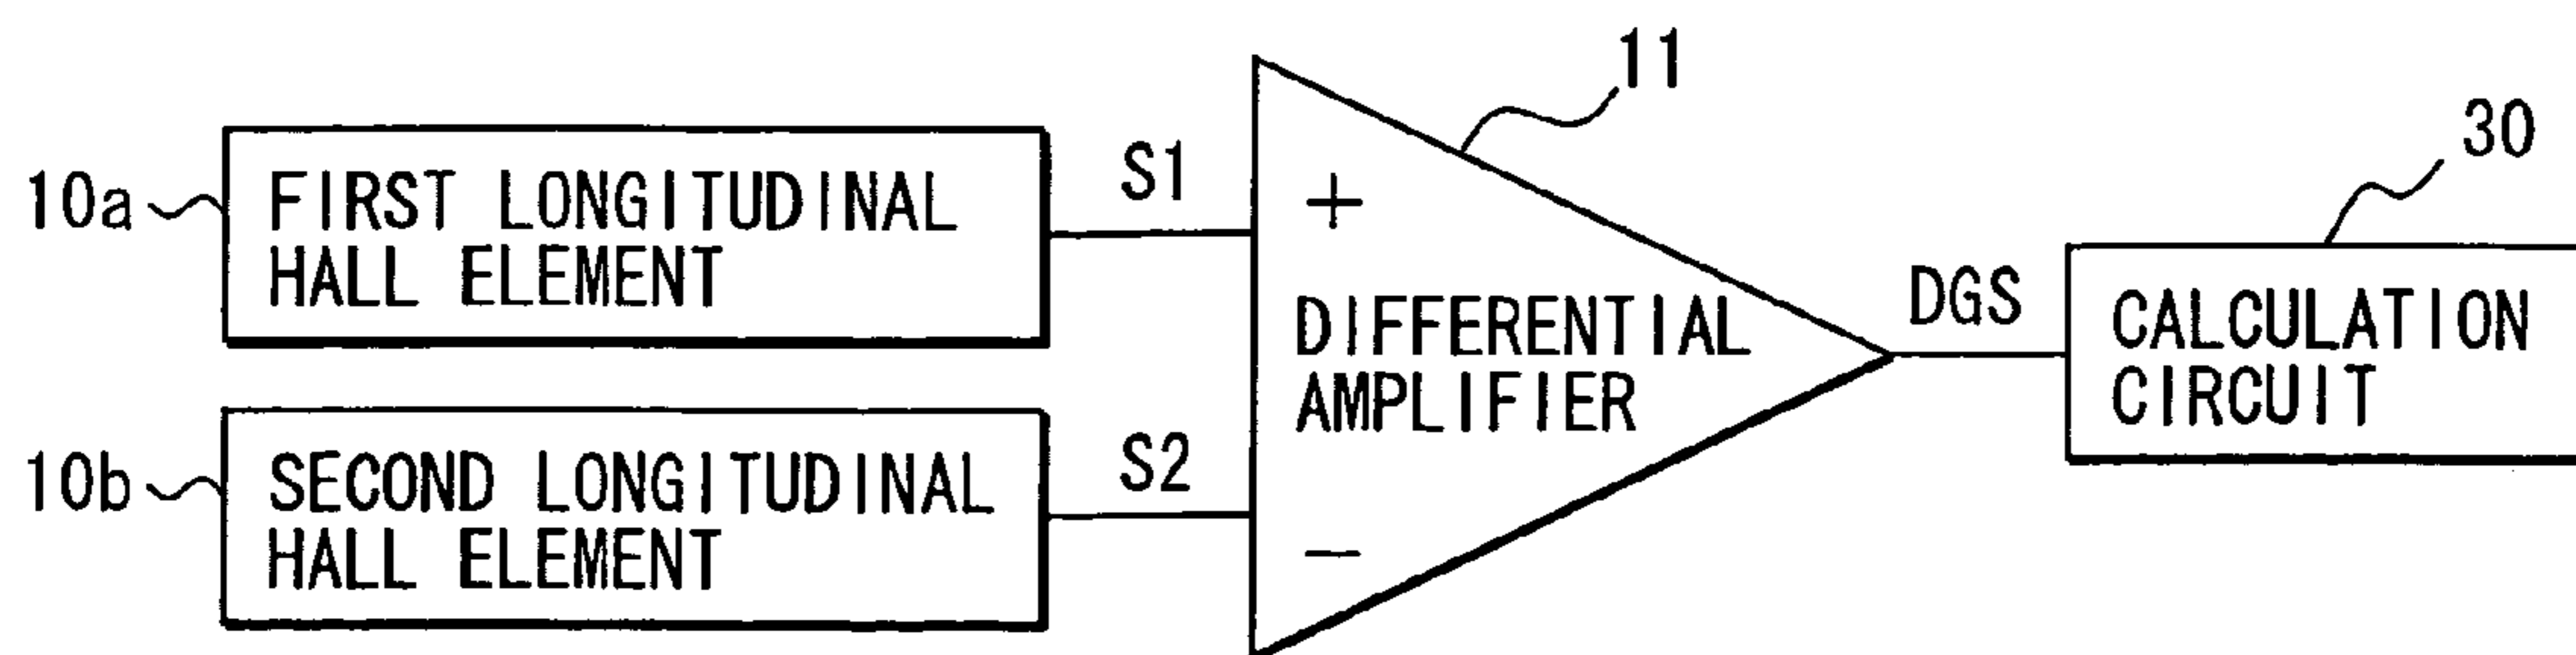 11
30
10a
FIRST LONGITUDINAL
HALL ELEMENT
S1
+
DIFFERENTIAL
AMPLIFIER
DGS
CALCULATION
CIRCUIT
10b
SECOND LONGITUDINAL
HALL ELEMENT
S2
−